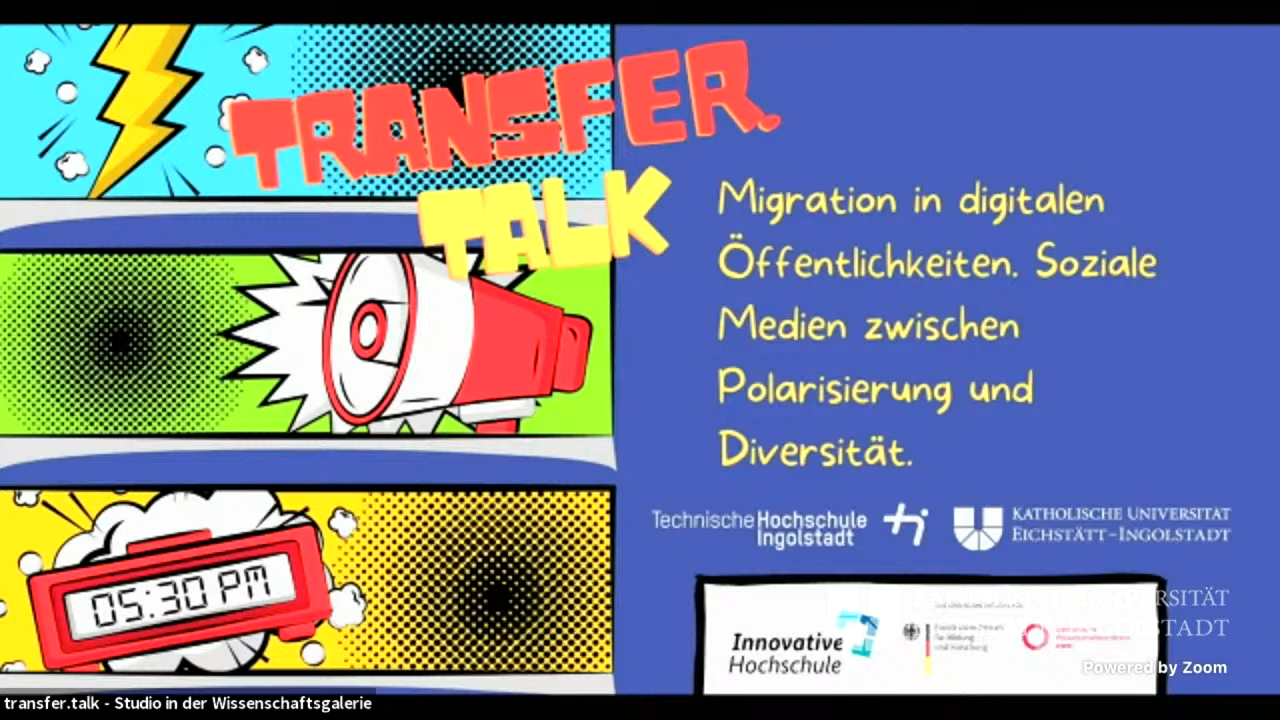 TRANSFER.
TALK
Migration in digitalen
Öffentlichkeiten. Soziale
Medien zwischen
Polarisierung und
Diversität.
Technische Hochschule
Ingolstadt
KATHOLISCHE UNIVERSITÄT
EICHSTÄTT-INGOLSTADT
05:30 PM
Innovative
Hochschule
Powered by Zoom
transfer.talk - Studio in der Wissenschaftsgalerie